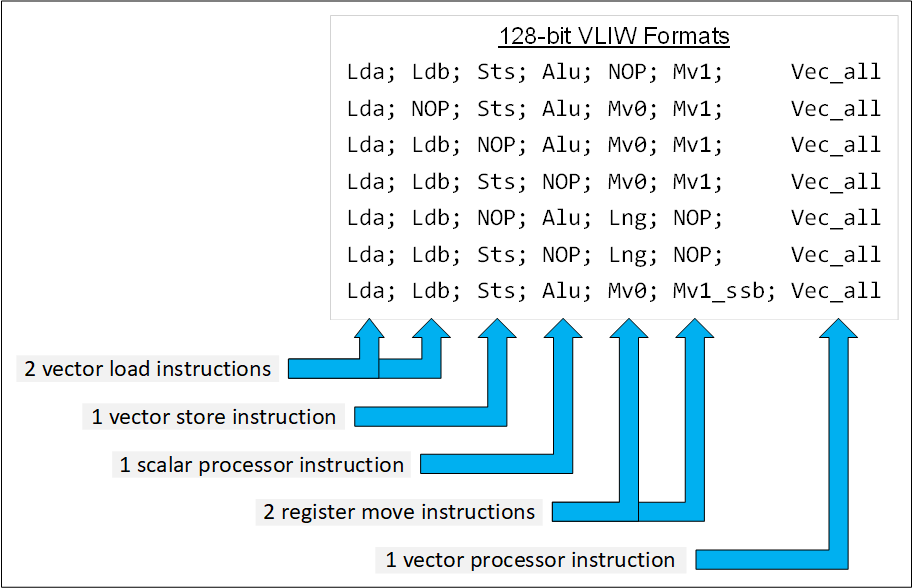 128-bit VLIW Formats
Lda; Ldb; Sts; Alu; NOP; Mv1; Vec_all
Lda; NOP; Sts; Alu; Mv0; Mv1; Vec_all
Lda; Ldb; NOP; Alu; Mv0; Mv1; Vec_all
Lda; Ldb; Sts; NOP; Mv0; Mv1; Vec_all
Lda; Ldb; NOP; Alu; Lng; NOP; Vec_all
Lda; Ldb; Sts; NOP; Lng; NOP; Vec_all
Lda; Ldb; Sts; Alu; Mv0; Mv1_ssb; Vec_all
2 vector load instructions
1 vector store instruction
1 scalar processor instruction
2 register move instructions
1 vector processor instruction